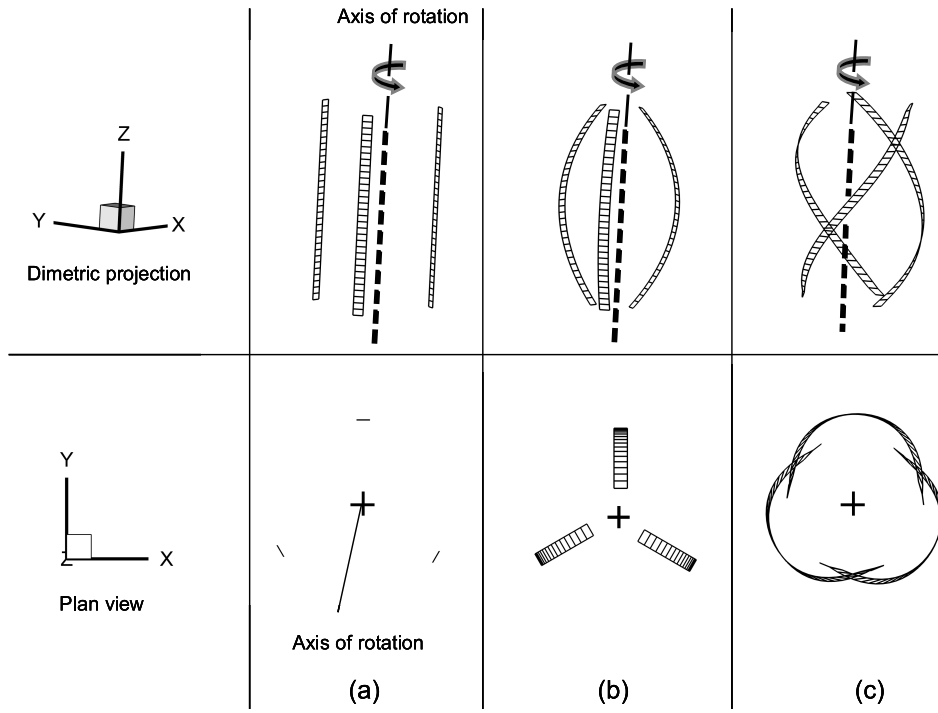 Axis of rotation
Z
Y
X
Dimetric projection
Y
Z
X
Plan view
Axis of rotation
(a)
(b)
(c)